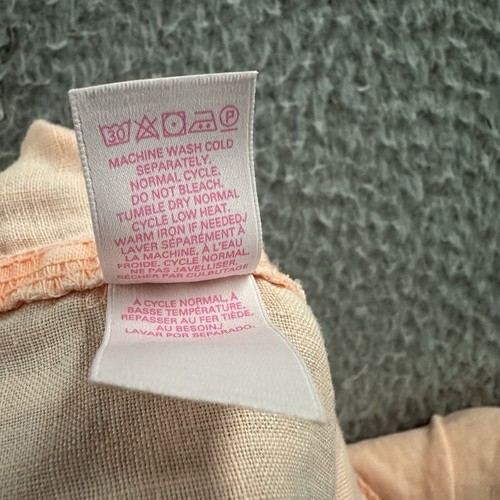 30 P
MACHINE WASH COLD
SEPARATELY.
NORMAL CYCLE.
DO NOT BLEACH.
TUMBLE DRY NORMAL
CYCLE LOW HEAT.
WARM IRON IF NEEDED./
LAVER SÉPARÉMENT À
LA MACHINE, À L'EAU
FROIDE. CYCLE NORMAL.
NE PAS JAVELLISER.
SÉCHER PAR CULBUTAGE
À CYCLE NORMAL, À
BASSE TEMPÉRATURE.
REPASSER AU FER TIÈDE,
AU BESOIN./
LAVAR POR SEPARADO.